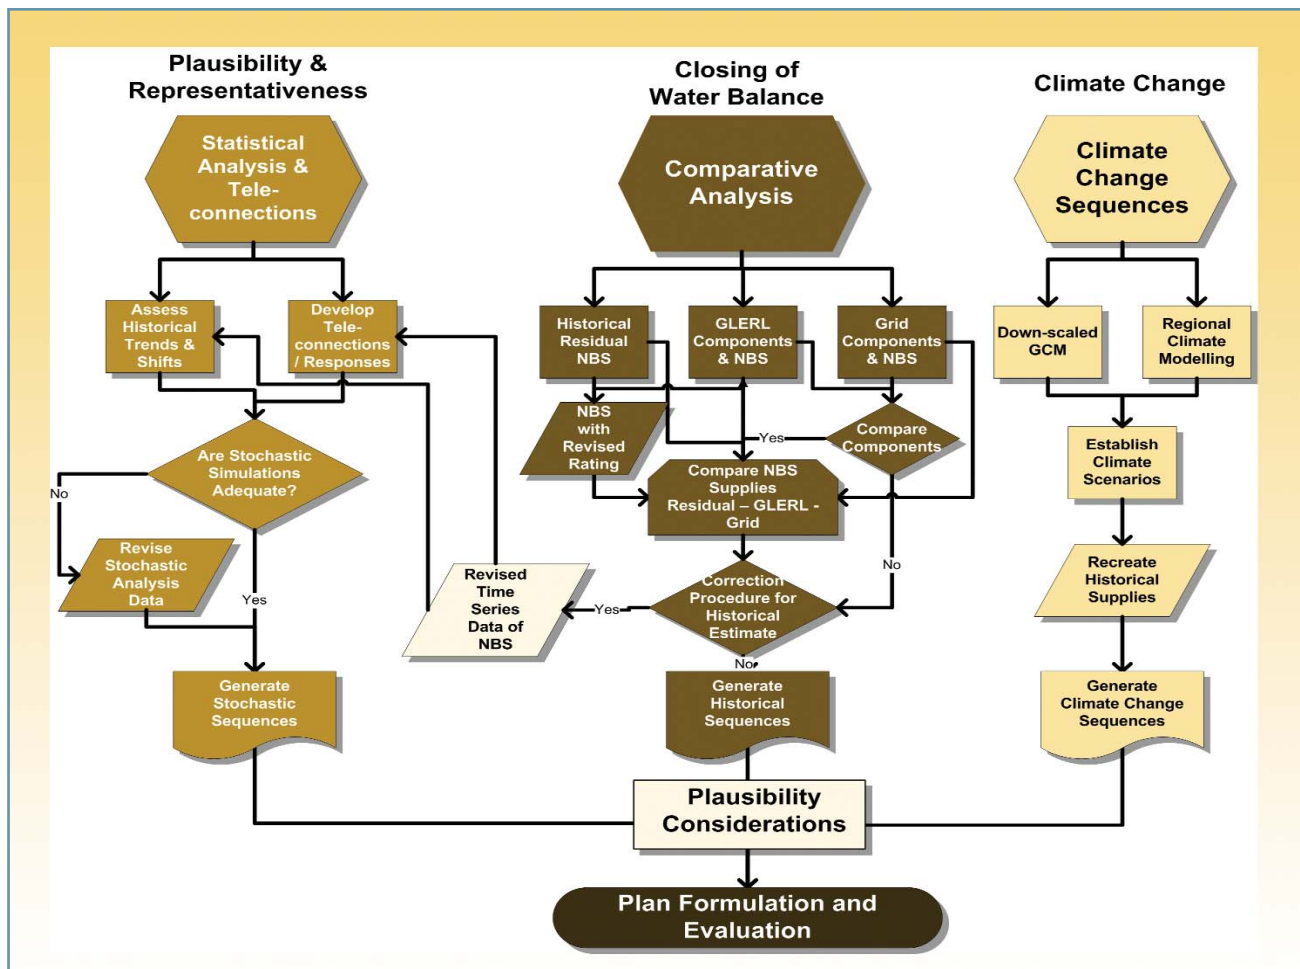 Plausibility &
Representativeness
Closing of
Water Balance
Climate Change
Statistical
Analysis &
Tele-
connections
Comparative
Analysis
Climate
Change
Sequences
Assess
Historical
Trends &
Shifts
Develop
Tele-
connections
/ Responses
Historical
Residual
NBS
GLERL
Components
& NBS
Grid
Components
& NBS
Down-scaled
GCM
Regional
Climate
Modelling
NBS
with
Revised
Rating
Yes
Compare
Components
Are Stochastic
Simulations
Adequate?
No
Compare NBS
Supplies
Residual – GLERL -
Grid
Establish
Climate
Scenarios
Revise
Stochastic
Analysis
Data
Yes
Revised
Time
Series
Data of
NBS
Yes
Correction
Procedure for
Historical
Estimate
No
No
Recreate
Historical
Supplies
Generate
Stochastic
Sequences
Generate
Historical
Sequences
Generate
Climate Change
Sequences
Plausibility
Considerations
Plan Formulation and
Evaluation